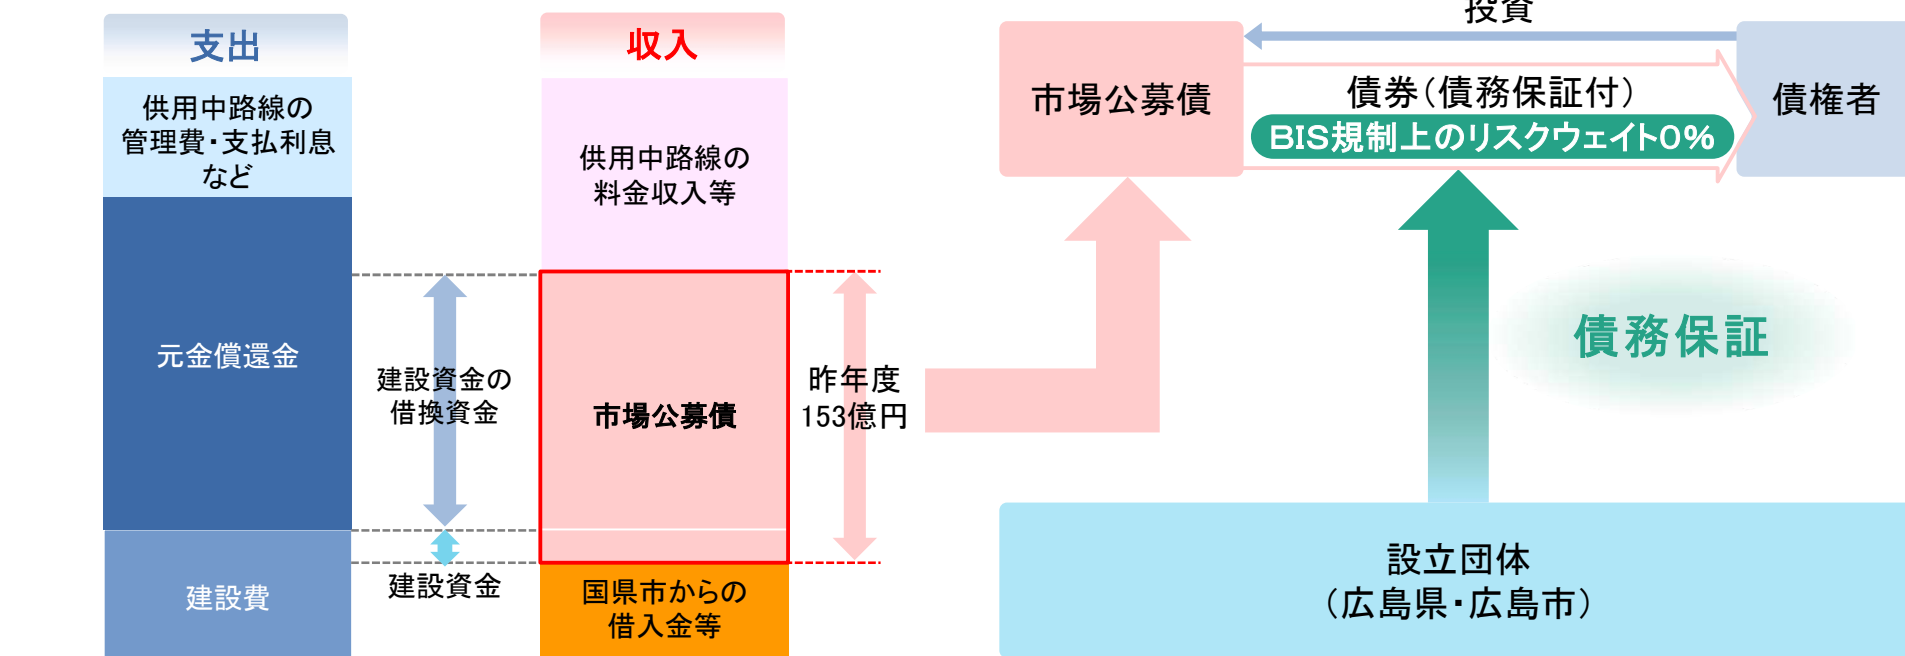 支出
供用中路線の
管理費・支払利息
など
元金償還金
建設費
建設資金の
借換資金
建設資金
収入
供用中路線の
料金収入等
市場公募債
国県市からの
借入金等
昨年度
153億円
投資
市場公募債
債券（債務保証付）
BIS規制上のリスクウェイト0%
債権者
債務保証
設立団体
（広島県・広島市）